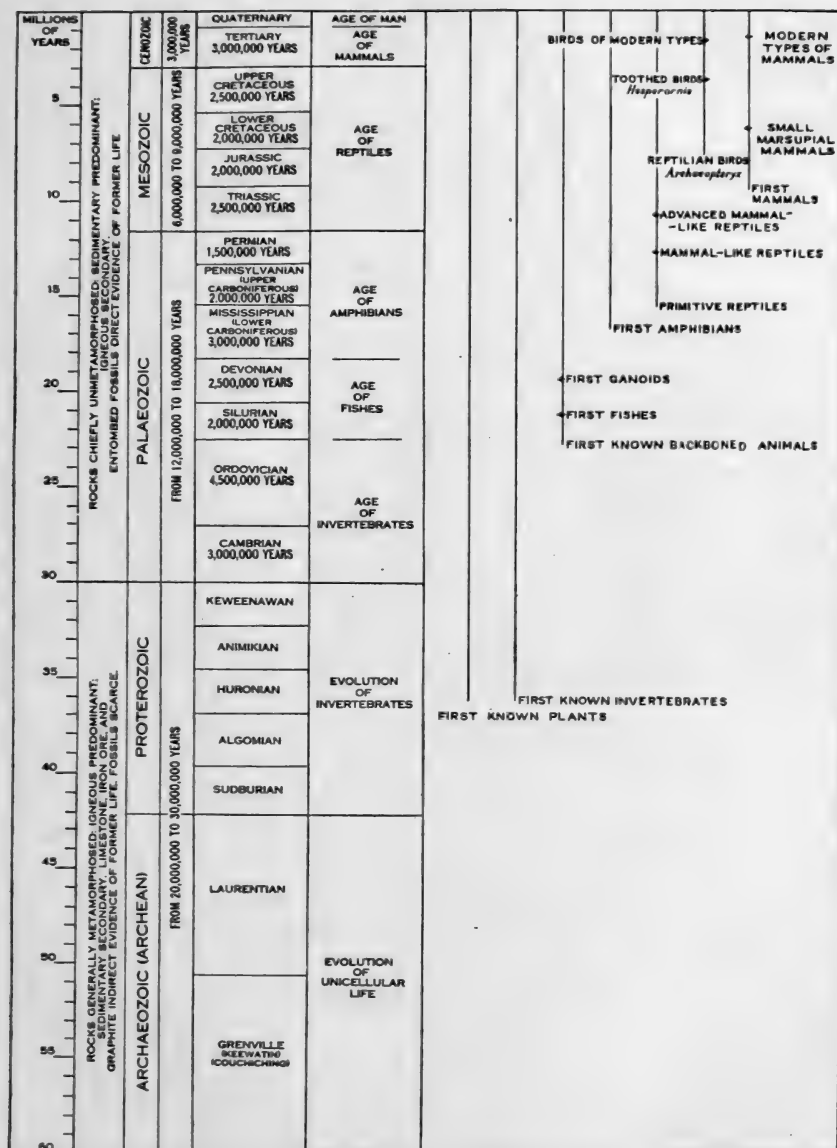 MILLIONS
OF
YEARS
5
10
15
20
25
30
35
40
45
50
55
60
ROCKS CHIEFLY UNMETAMORPHOSED: SEDIMENTARY PREDOMINANT;
IGNEOUS SECONDARY.
ENTOMBED FOSSILS DIRECT EVIDENCE OF FORMER LIFE
ROCKS GENERALLY METAMORPHOSED: IGNEOUS PREDOMINANT;
SEDIMENTARY SECONDARY. LIMESTONE, IRON ORE, AND
GRAPHITE INDIRECT EVIDENCE OF FORMER LIFE. FOSSILS SCARCE.
CENOZOIC
MESOZOIC
PALAEOZOIC
PROTEROZOIC
ARCHAEOZOIC (ARCHEAN)
3,000,000
YEARS
6,000,000 TO 9,000,000 YEARS
FROM 12,000,000 TO 18,000,000 YEARS
FROM 20,000,000 TO 30,000,000 YEARS
QUATERNARY
TERTIARY
3,000,000 YEARS
UPPER
CRETACEOUS
2,500,000 YEARS
LOWER
CRETACEOUS
2,000,000 YEARS
JURASSIC
2,000,000 YEARS
TRIASSIC
2,500,000 YEARS
PERMIAN
1,500,000 YEARS
PENNSYLVANIAN
(UPPER
CARBONIFEROUS)
2,000,000 YEARS
MISSISSIPPIAN
(LOWER
CARBONIFEROUS)
3,000,000 YEARS
DEVONIAN
2,500,000 YEARS
SILURIAN
2,000,000 YEARS
ORDOVICIAN
4,500,000 YEARS
CAMBRIAN
3,000,000 YEARS
KEWEENAWAN
ANIMIKIAN
HURONIAN
ALGOMIAN
SUDBURIAN
LAURENTIAN
GRENVILLE
(KEEWATIN)
(COUCHICHING)
AGE OF MAN
AGE
OF
MAMMALS
AGE
OF
REPTILES
AGE
OF
AMPHIBIANS
AGE
OF
FISHES
AGE
OF
INVERTEBRATES
EVOLUTION
OF
INVERTEBRATES
EVOLUTION
OF
UNICELLULAR
LIFE
BIRDS OF MODERN TYPES
MODERN
TYPES OF
MAMMALS
TOOTHED BIRDS
Hesperornis
SMALL
MARSUPIAL
MAMMALS
REPTILIAN BIRDS
Archaeopteryx
FIRST
MAMMALS
ADVANCED MAMMAL-
-LIKE REPTILES
MAMMAL-LIKE REPTILES
PRIMITIVE REPTILES
FIRST AMPHIBIANS
FIRST GANOIDS
FIRST FISHES
FIRST KNOWN BACKBONED ANIMALS
FIRST KNOWN INVERTEBRATES
FIRST KNOWN PLANTS